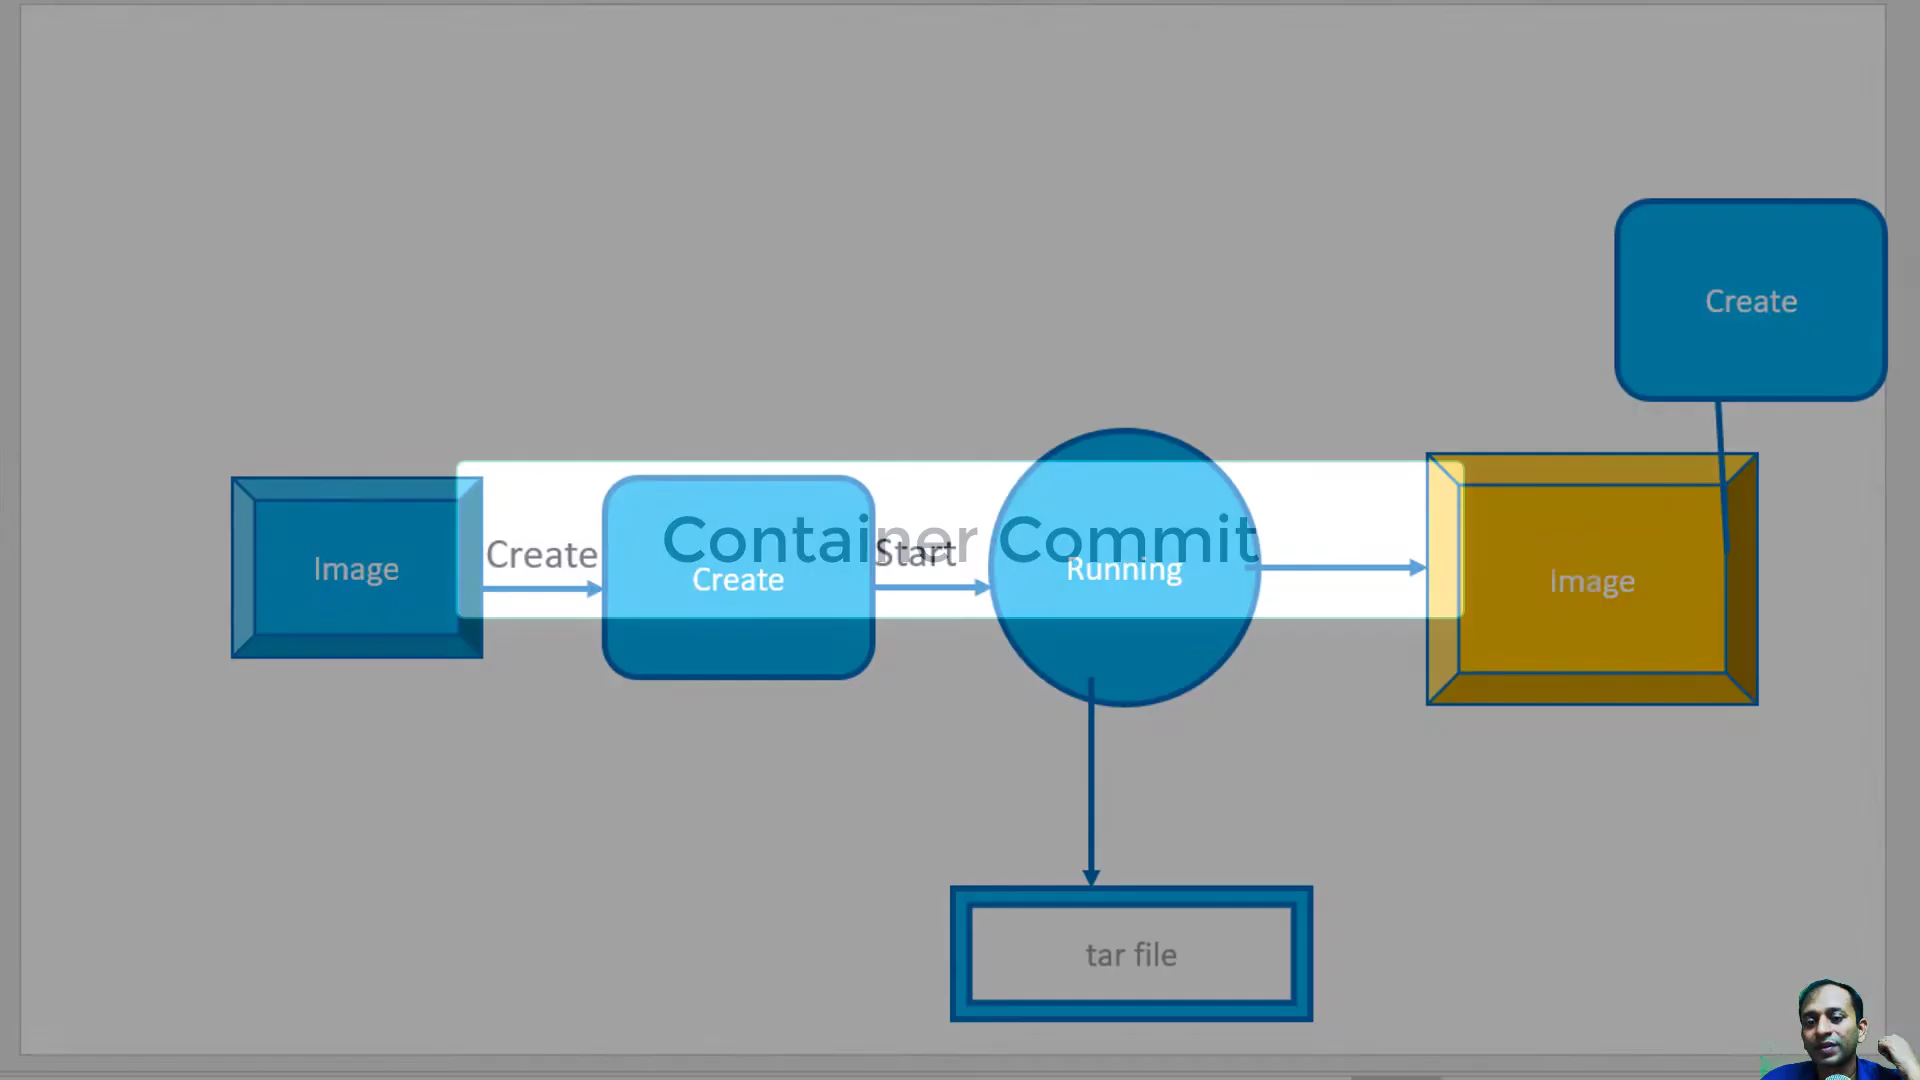 Create
Container Commit
Create
Start
Image
Create
Running
Image
tar file